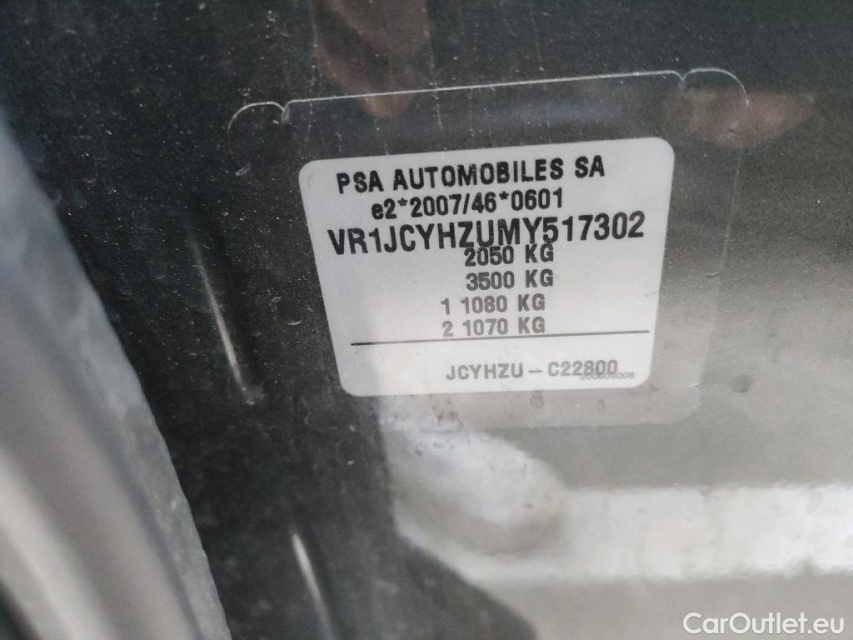 PSA AUTOMOBILES SA
e2*2007/46*0601
VR1JCYHZUMY517302
2050 KG
3500 KG
1 1080 KG
2 1070 KG
JCYHZU - C22800
CarOutlet.eu